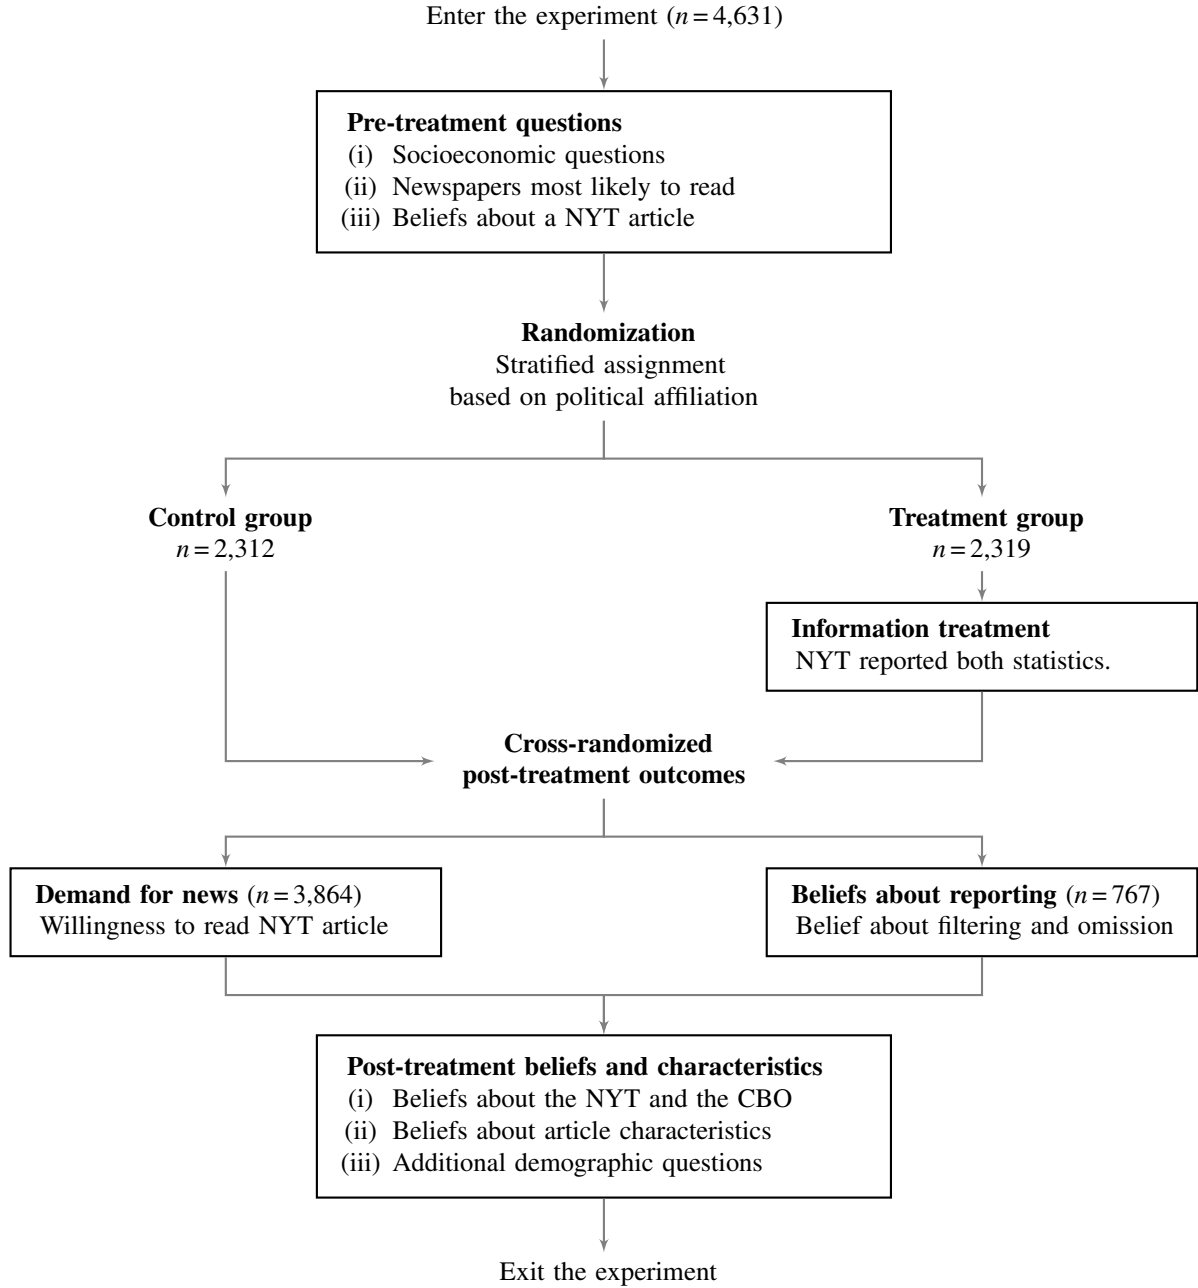 Enter the experiment (n = 4,631)
Pre-treatment questions
(i) Socioeconomic questions
(ii) Newspapers most likely to read
(iii) Beliefs about a NYT article
Randomization
Stratified assignment
based on political affiliation
Control group
n = 2,312
Treatment group
n = 2,319
Information treatment
NYT reported both statistics.
Cross-randomized
post-treatment outcomes
Demand for news (n = 3,864)
Willingness to read NYT article
Beliefs about reporting (n = 767)
Belief about filtering and omission
Post-treatment beliefs and characteristics
(i) Beliefs about the NYT and the CBO
(ii) Beliefs about article characteristics
(iii) Additional demographic questions
Exit the experiment